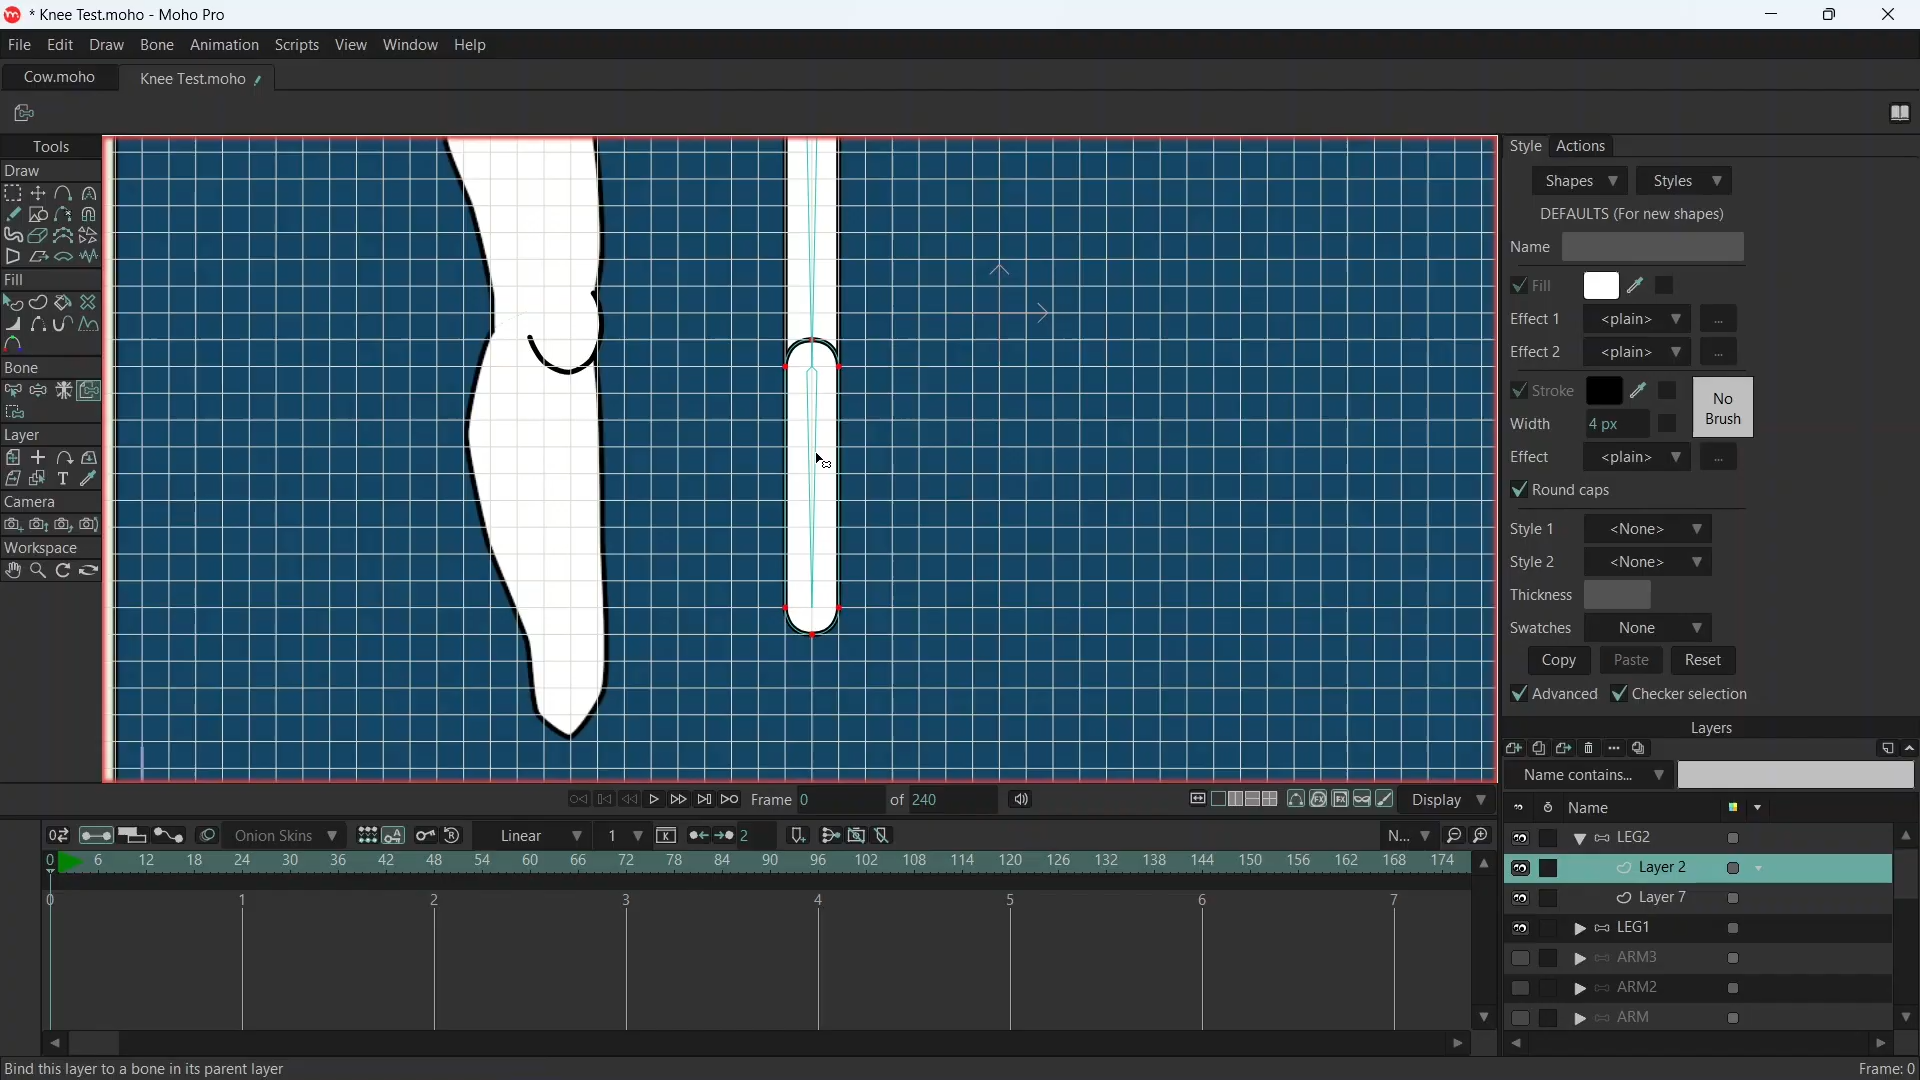 * Knee Test.moho - Moho Pro
File Edit Draw Bone Animation Scripts View Window Help
Cow.moho Knee Test.moho
Tools
Draw
Fill
Bone
Layer
Camera
Workspace
Style Actions
Shapes Styles
DEFAULTS (For new shapes)
Name
Fill
Effect 1 <plain> ...
Effect 2 <plain> ...
Stroke No Brush
Width 4 px
Effect <plain> ...
Round caps
Style 1 <None>
Style 2 <None>
Thickness
Swatches None
Copy Paste Reset
Advanced Checker selection
Layers
Name contains...
Name
LEG2
Layer 2
Layer 7
LEG1
ARM3
ARM2
ARM
Frame 0 of 240 Display
Onion Skins Linear 1 2 N...
0 6 12 18 24 30 36 42 48 54 60 66 72 78 84 90 96 102 108 114 120 126 132 138 144 150 156 162 168 174
0 1 2 3 4 5 6 7
Bind this layer to a bone in its parent layer Frame: 0